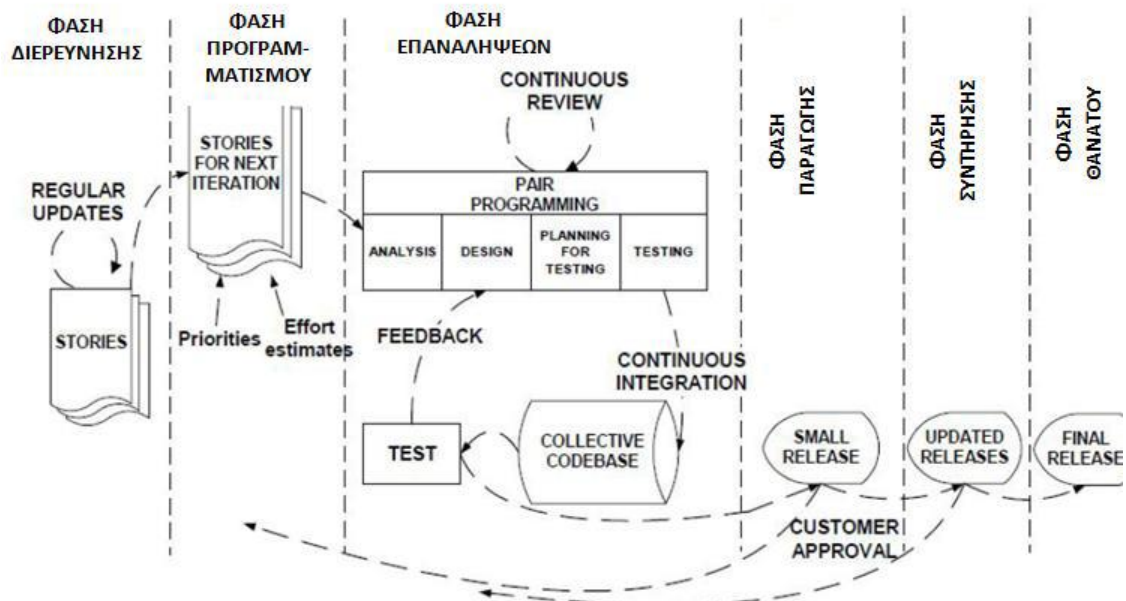 ΦΑΣΗ
ΔΙΕΡΕΥΝΗΣΗΣ
ΦΑΣΗ
ΠΡΟΓΡΑΜ-
ΜΑΤΙΣΜΟΥ
ΦΑΣΗ
ΕΠΑΝΑΛΗΨΕΩΝ
ΦΑΣΗ
ΠΑΡΑΓΩΓΗΣ
ΦΑΣΗ
ΣΥΝΤΗΡΗΣΗΣ
ΦΑΣΗ
ΘΑΝΑΤΟΥ
CONTINUOUS
REVIEW
STORIES
FOR NEXT
ITERATION
REGULAR
UPDATES
PAIR
PROGRAMMING
ANALYSIS
DESIGN
PLANNING
FOR
TESTING
TESTING
STORIES
Priorities
Effort
estimates
FEEDBACK
CONTINUOUS
INTEGRATION
TEST
COLLECTIVE
CODEBASE
SMALL
RELEASE
UPDATED
RELEASES
FINAL
RELEASE
CUSTOMER
APPROVAL